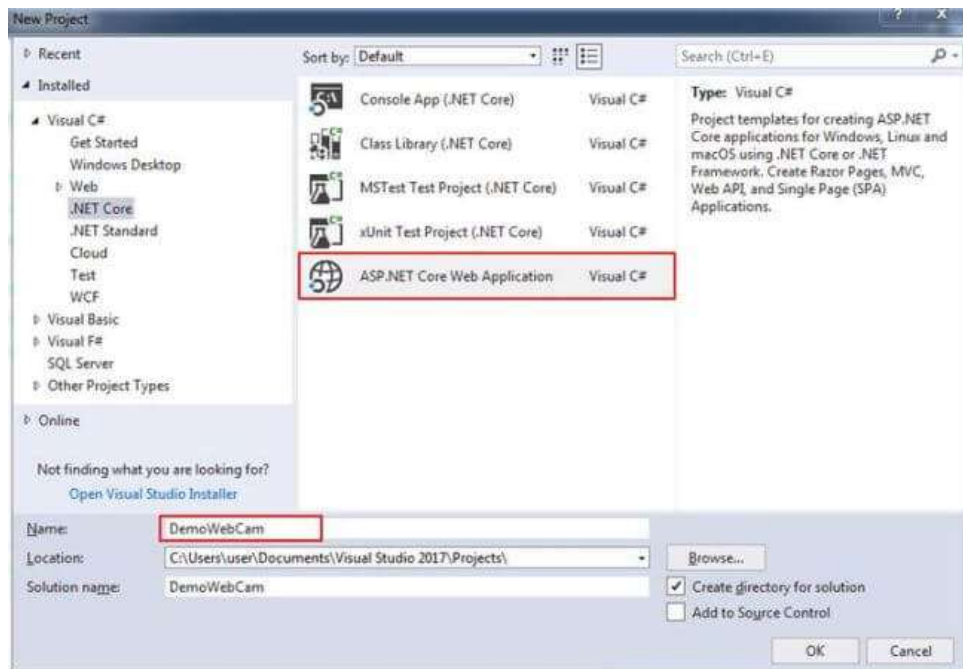 New Project
? X
Recent
Installed
Visual C#
Get Started
Windows Desktop
Web
.NET Core
.NET Standard
Cloud
Test
WCF
Visual Basic
Visual F#
SQL Server
Other Project Types
Online
Not finding what you are looking for?
Open Visual Studio Installer
Sort by: Default
Console App (.NET Core) Visual C#
Class Library (.NET Core) Visual C#
MSTest Test Project (.NET Core) Visual C#
xUnit Test Project (.NET Core) Visual C#
ASP.NET Core Web Application Visual C#
Search (Ctrl+E)
Type: Visual C#
Project templates for creating ASP.NET
Core applications for Windows, Linux and
macOS using .NET Core or .NET
Framework. Create Razor Pages, MVC,
Web API, and Single Page (SPA)
Applications.
Name: DemoWebCam
Location: C:\Users\user\Documents\Visual Studio 2017\Projects\
Browse...
Solution name: DemoWebCam
Create directory for solution
Add to Source Control
OK Cancel